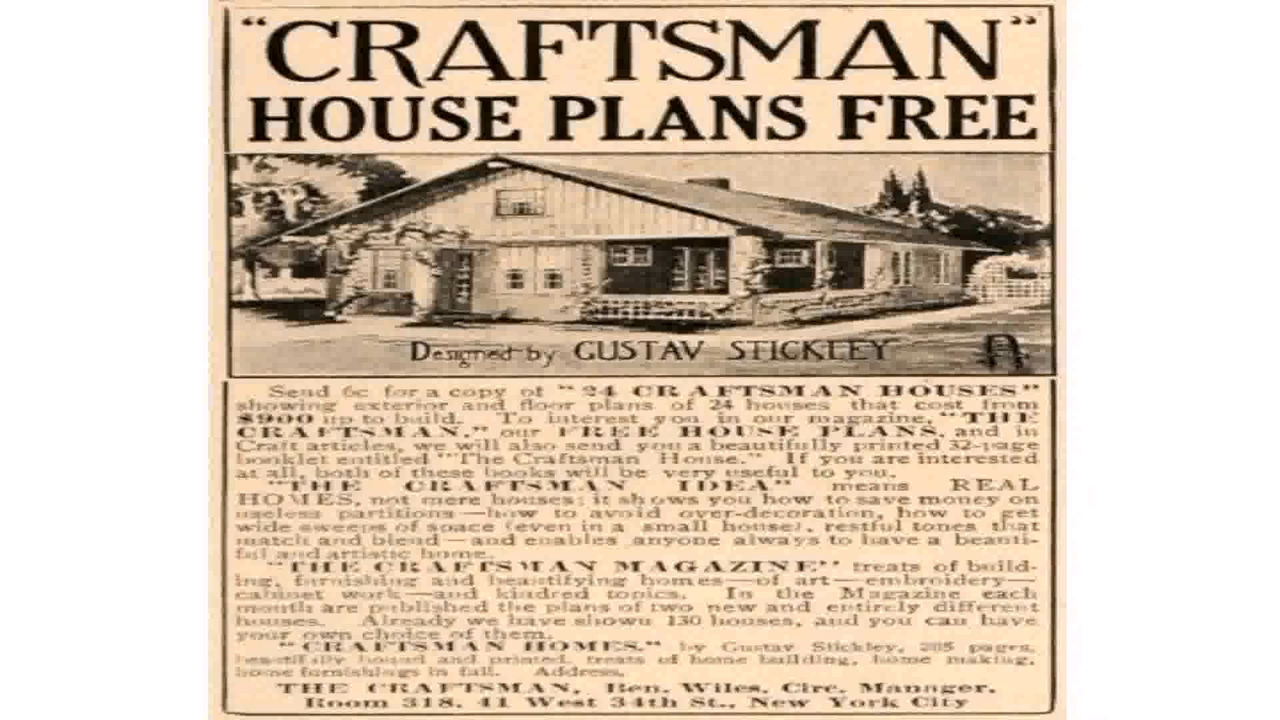 "CRAFTSMAN"
HOUSE PLANS FREE
Designed by GUSTAV STICKLEY
Send 6c for a copy of "24 CRAFTSMAN HOUSES"
showing exterior and floor plans of 24 houses that cost from
$900 up to build. To interest you in our magazine, "THE
CRAFTSMAN," our FREE HOUSE PLANS, and in
Craft articles, we will also send you a beautifully printed 32-page
booklet entitled "The Craftsman House." If you are interested
at all both of these books will be very useful to you.
"THE CRAFTSMAN IDEA" means REAL
HOMES, not mere houses; it shows you how to save money on
useless partitions—how to avoid over-decoration, how to get
wide sweeps of space (even in a small house), restful tones that
match and blend—and enables anyone always to have a beauti-
ful and artistic home.
"THE CRAFTSMAN MAGAZINE" treats of build-
ing, furnishing and beautifying homes—of art—embroidery—
cabinet work—and kindred topics. In the Magazine each
month are published the plans of two new and entirely different
houses. Already we have shown 130 houses, and you can have
your own choice of them.
"CRAFTSMAN HOMES," by Gustav Stickley, 205 pages,
beautifully bound and printed, treats of home building, home making,
home furnishings in full. Address,
THE CRAFTSMAN, Ben. Wiles, Circ. Manager,
Room 318, 41 West 34th St., New York City